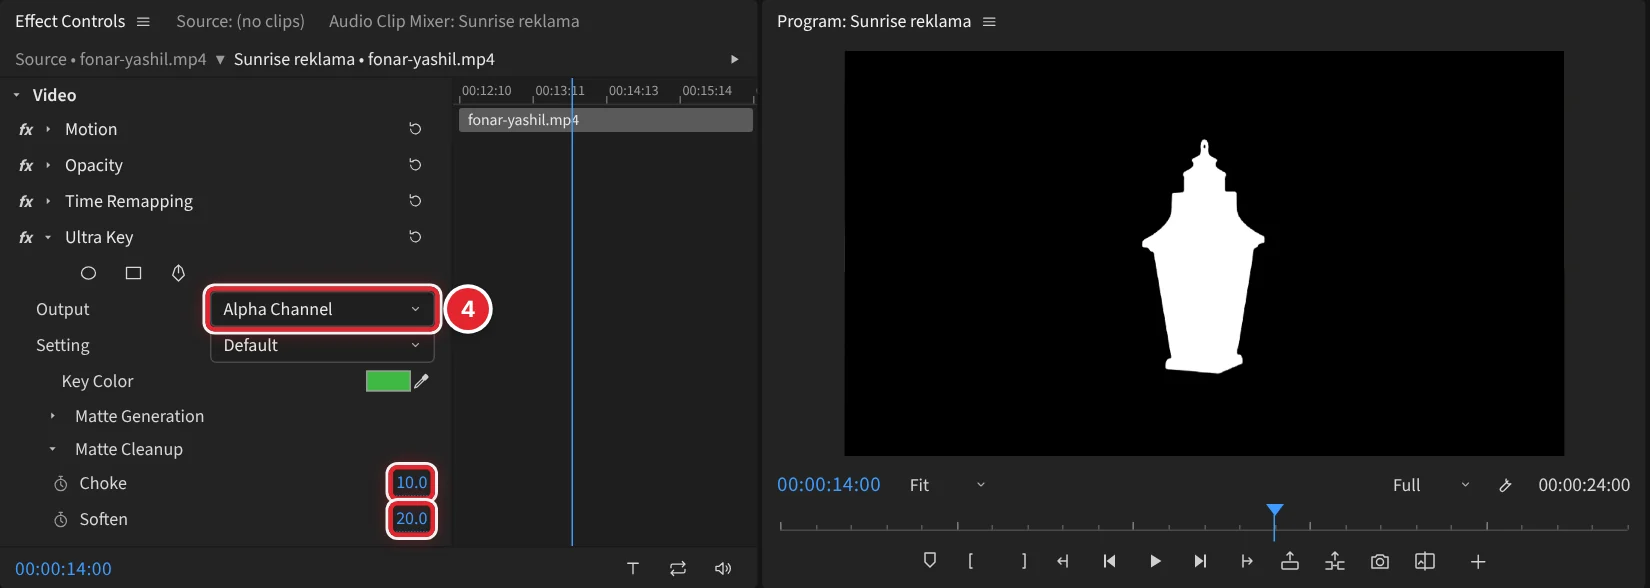 Effect Controls
Source: (no clips)
Audio Clip Mixer: Sunrise reklama
Source • fonar-yashil.mp4
Sunrise reklama • fonar-yashil.mp4
Video
00:12:10 00:13:11 00:14:13 00:15:14
fonar-yashil.mp4
fx Motion
fx Opacity
fx Time Remapping
fx Ultra Key
Output Alpha Channel 4
Setting Default
Key Color
Matte Generation
Matte Cleanup
Choke 10.0
Soften 20.0
00:00:14:00
Program: Sunrise reklama
00:00:14:00 Fit Full 00:00:24:00